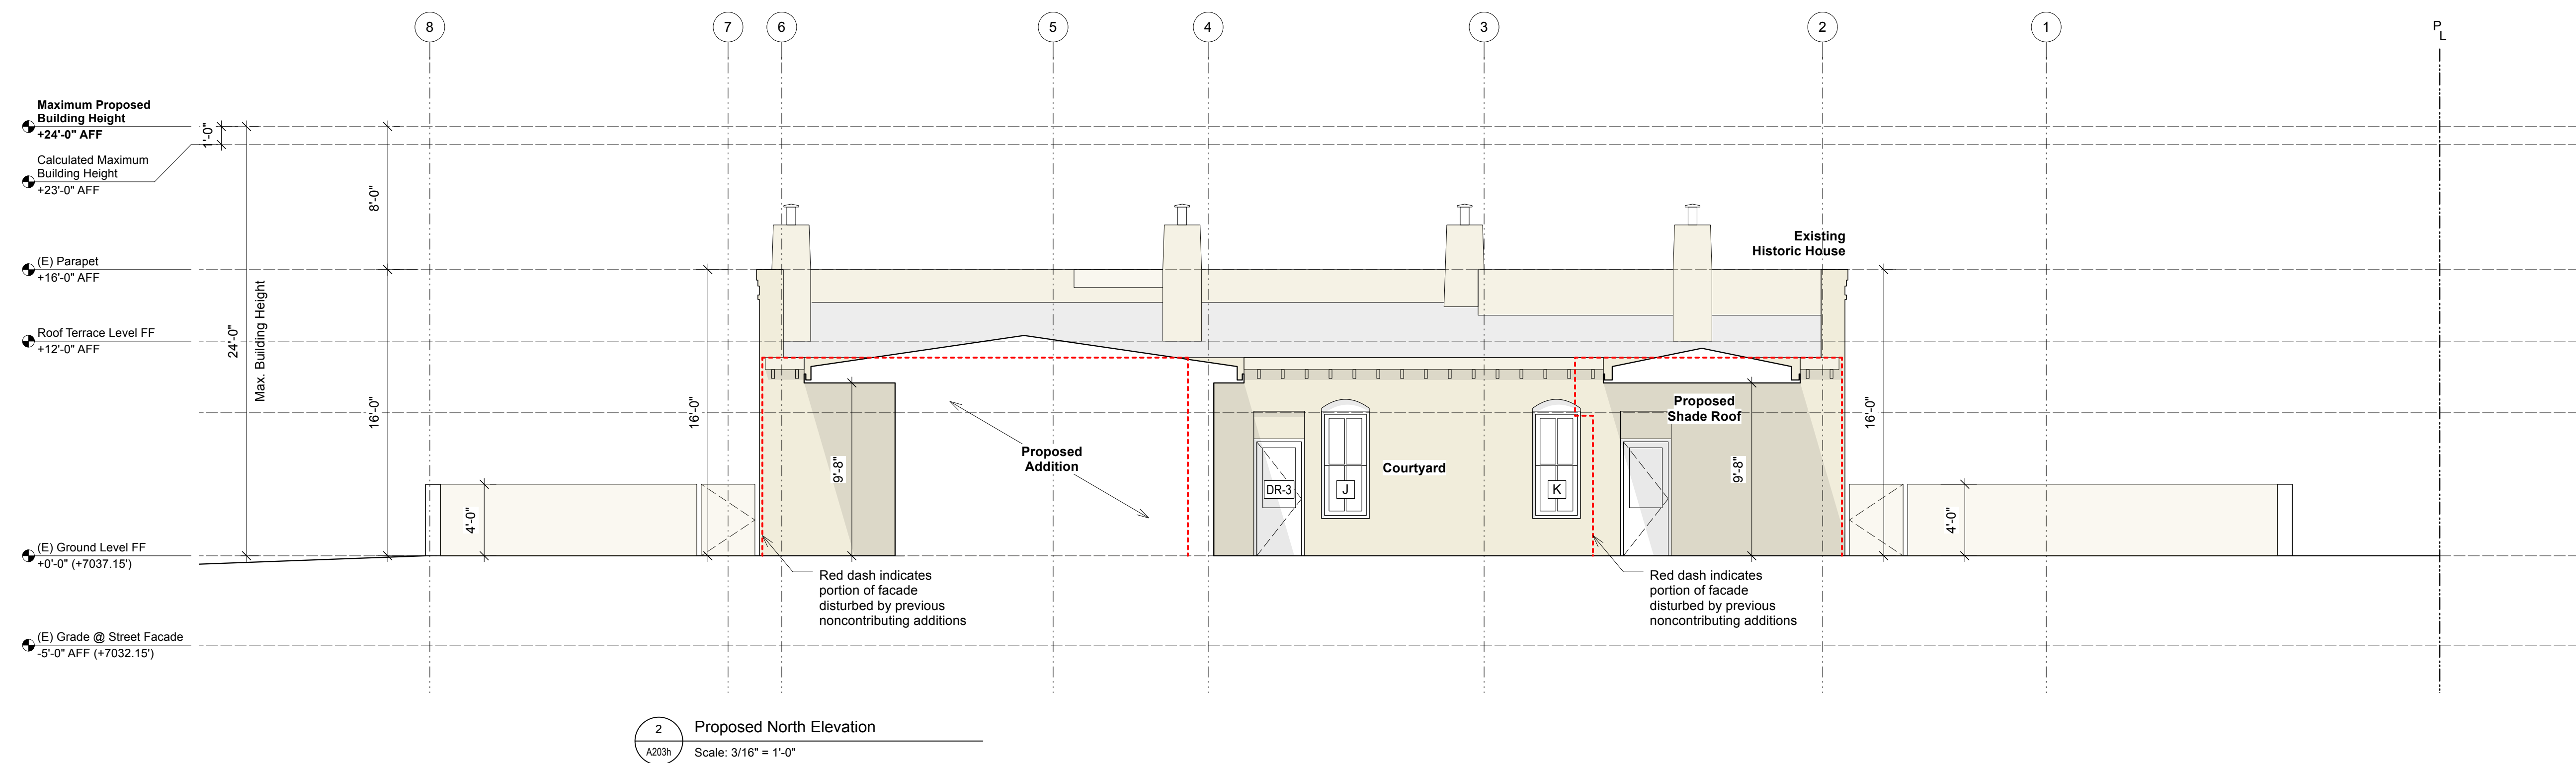 8
7
6
5
4
3
2
1
P
L
Maximum Proposed
Building Height
+24'-0" AFF
1'-0"
Calculated Maximum
Building Height
+23'-0" AFF
8'-0"
Existing
Historic House
(E) Parapet
+16'-0" AFF
24'-0"
Max. Building Height
Roof Terrace Level FF
+12'-0" AFF
16'-0"
16'-0"
16'-0"
Proposed
Shade Roof
Proposed
Addition
Courtyard
9'-8"
9'-8"
DR-3
J
K
4'-0"
4'-0"
(E) Ground Level FF
+0'-0" (+7037.15')
Red dash indicates
portion of facade
disturbed by previous
noncontributing additions
Red dash indicates
portion of facade
disturbed by previous
noncontributing additions
(E) Grade @ Street Facade
-5'-0" AFF (+7032.15')
2
A203h
Proposed North Elevation
Scale: 3/16" = 1'-0"